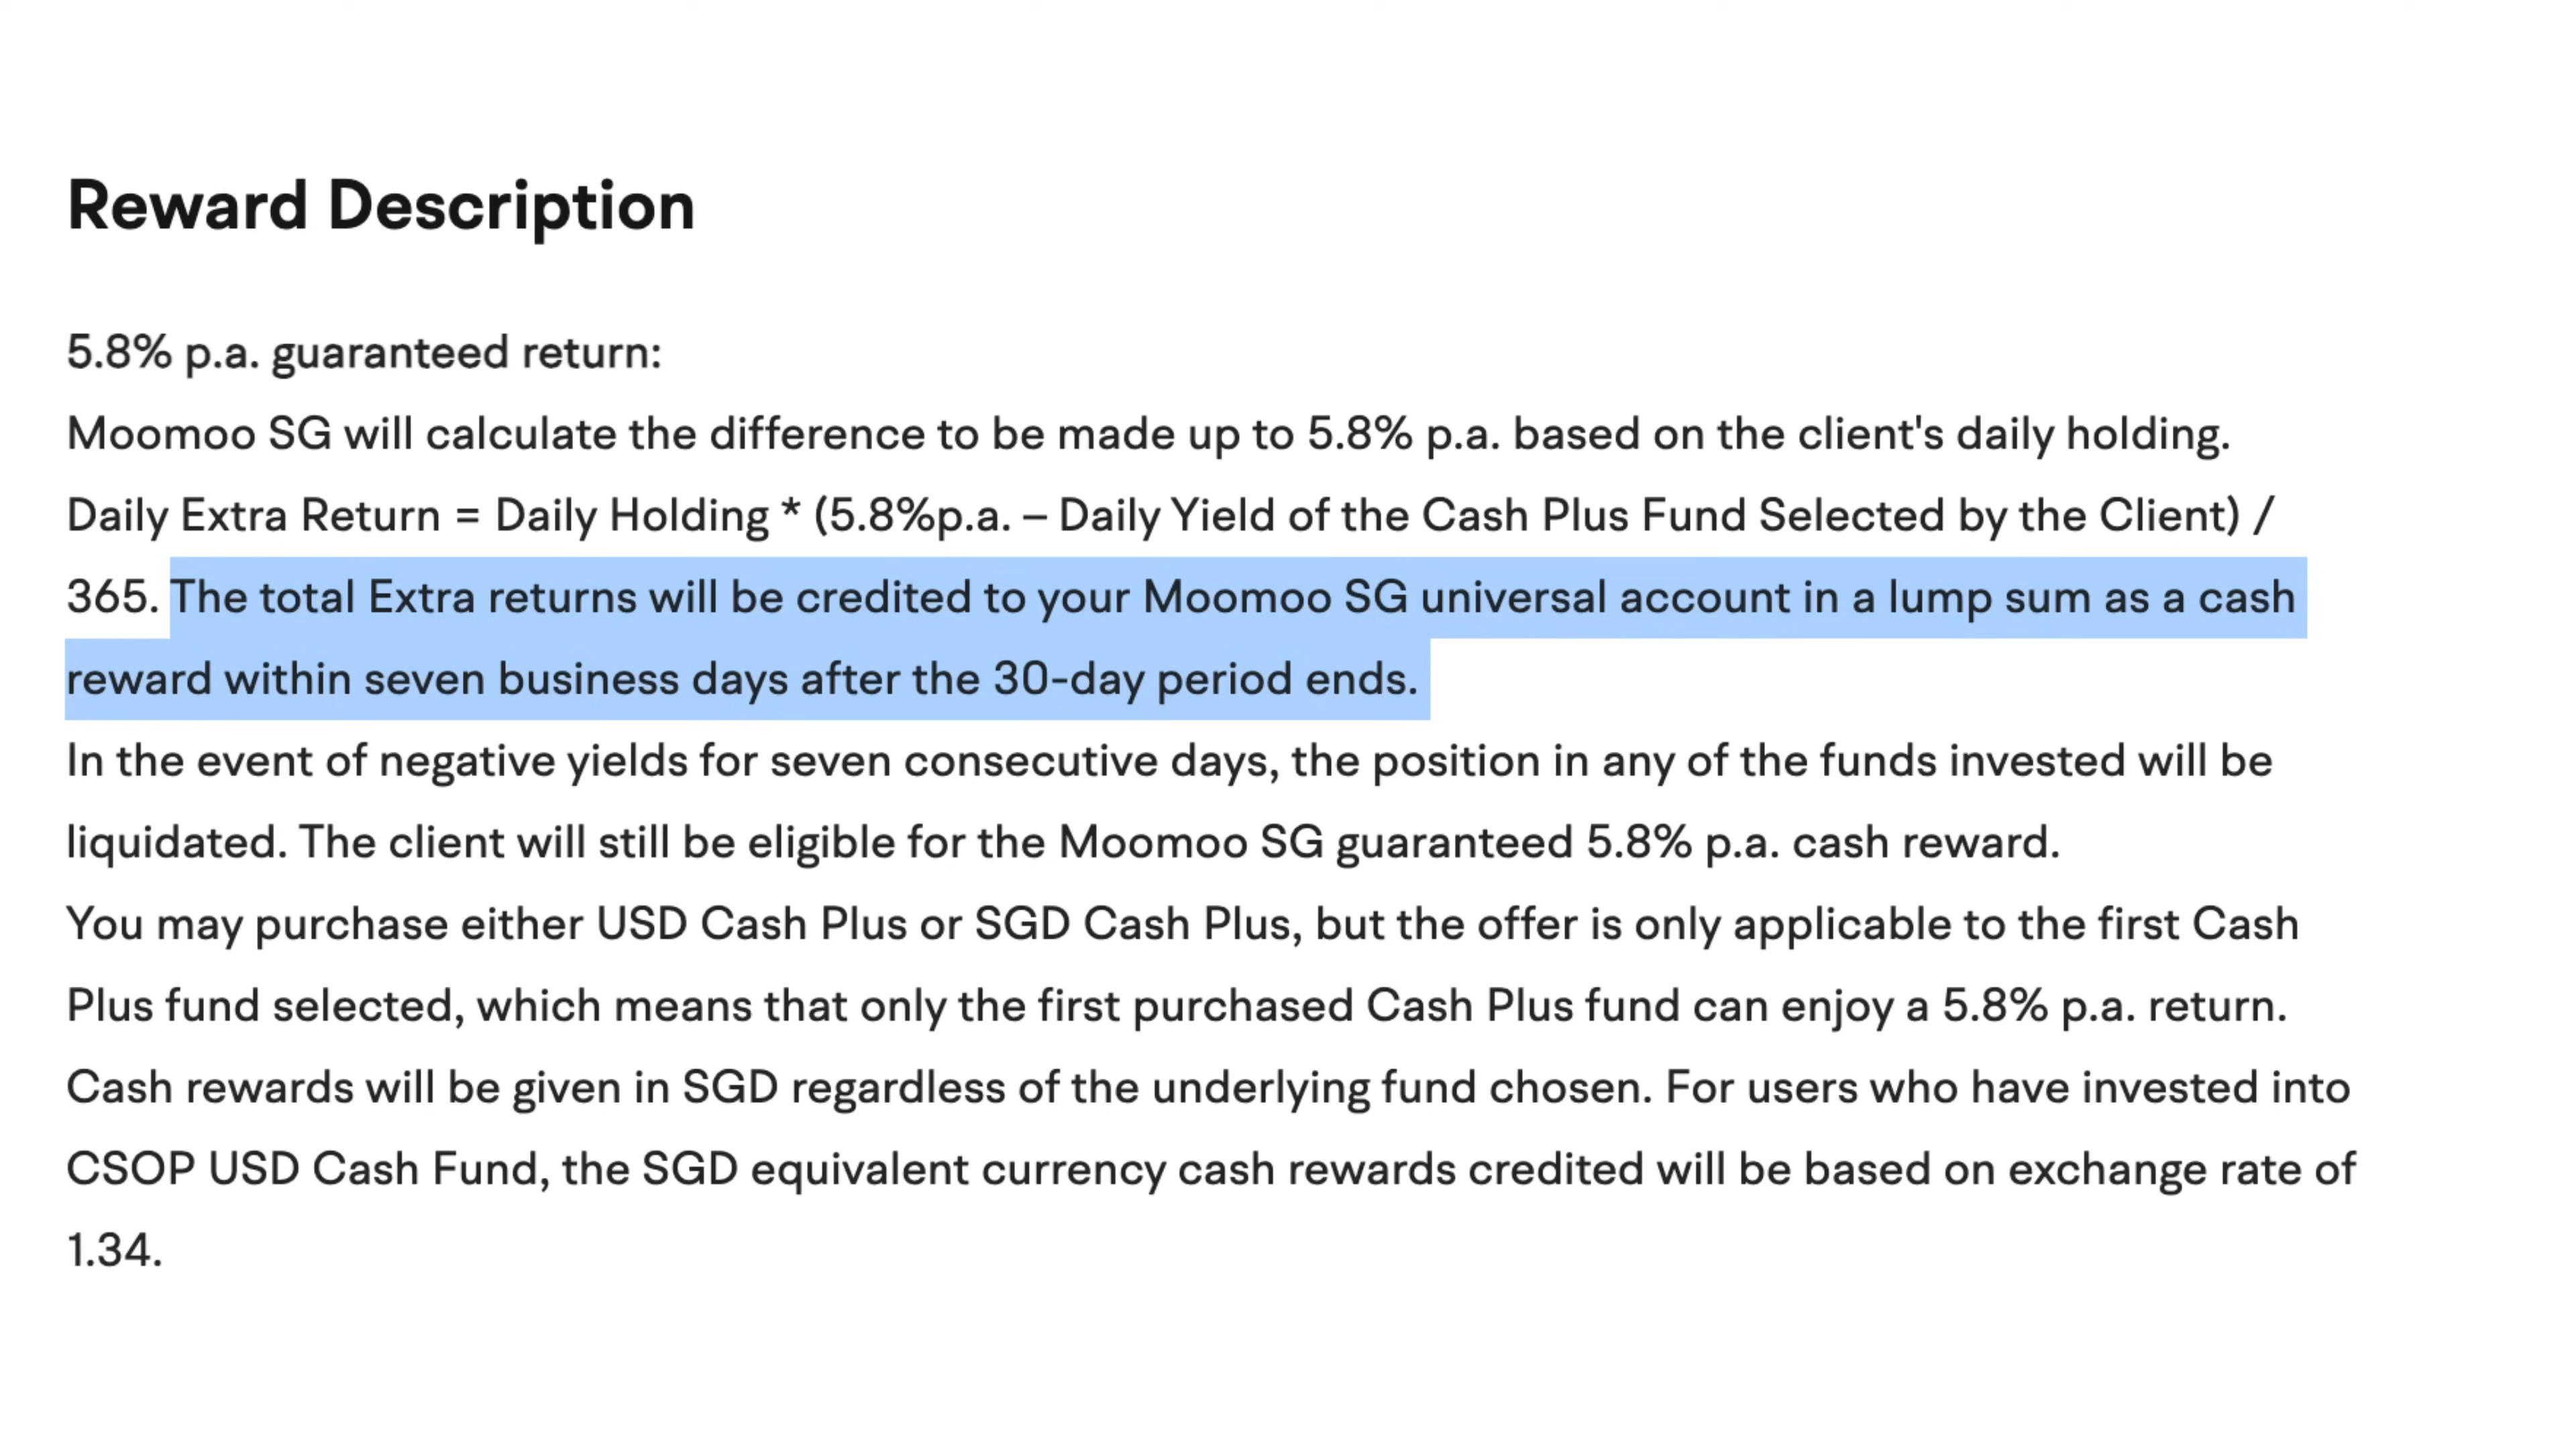 Reward Description
5.8% p.a. guaranteed return:
Moomoo SG will calculate the difference to be made up to 5.8% p.a. based on the client's daily holding.
Daily Extra Return = Daily Holding * (5.8%p.a. – Daily Yield of the Cash Plus Fund Selected by the Client) /
365. The total Extra returns will be credited to your Moomoo SG universal account in a lump sum as a cash
reward within seven business days after the 30-day period ends.
In the event of negative yields for seven consecutive days, the position in any of the funds invested will be
liquidated. The client will still be eligible for the Moomoo SG guaranteed 5.8% p.a. cash reward.
You may purchase either USD Cash Plus or SGD Cash Plus, but the offer is only applicable to the first Cash
Plus fund selected, which means that only the first purchased Cash Plus fund can enjoy a 5.8% p.a. return.
Cash rewards will be given in SGD regardless of the underlying fund chosen. For users who have invested into
CSOP USD Cash Fund, the SGD equivalent currency cash rewards credited will be based on exchange rate of
1.34.